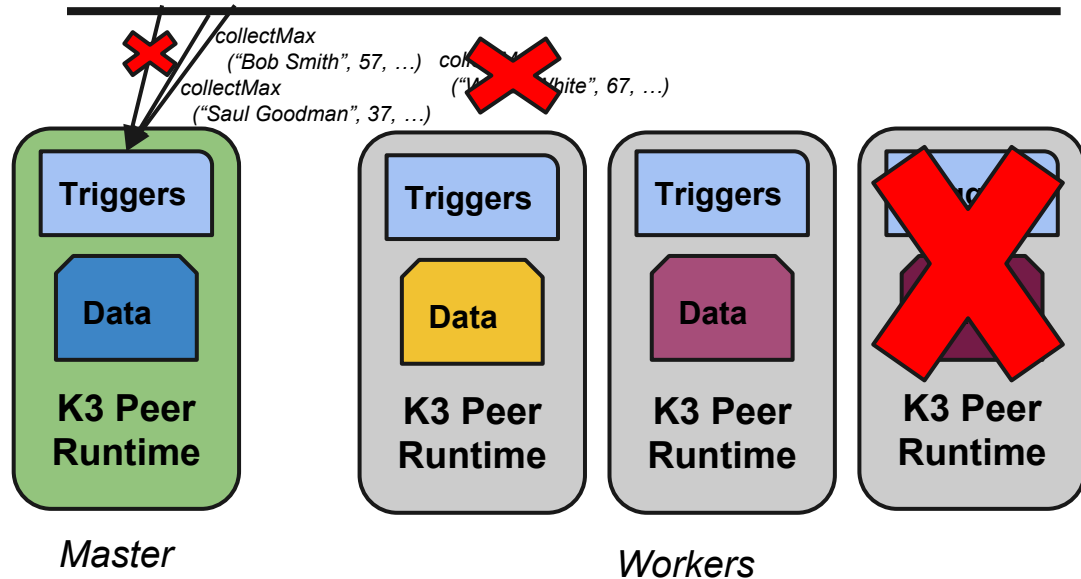 collectMax
(“Bob Smith”, 57, …)
(“ White”, 67, …)
collectMax
(“Saul Goodman”, 37, …)
Triggers
Triggers
Triggers
Data
Data
Data
K3 Peer
Runtime
K3 Peer
Runtime
K3 Peer
Runtime
K3 Peer
Runtime
Master
Workers